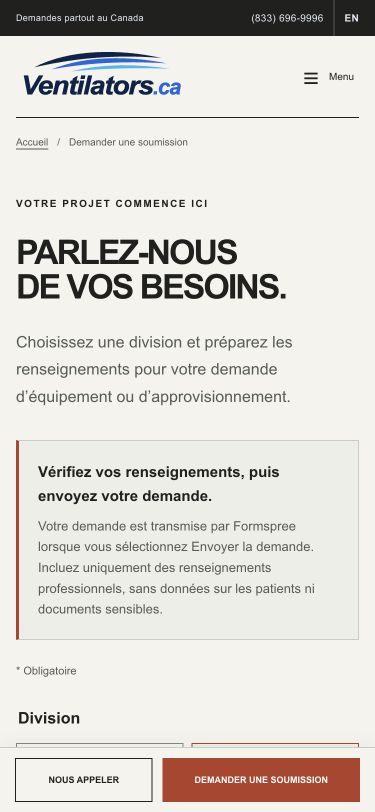 Demandes partout au Canada
(833) 696-9996
EN
Ventilators.ca
Menu
Accueil / Demander une soumission
VOTRE PROJET COMMENCE ICI
PARLEZ-NOUS
DE VOS BESOINS.
Choisissez une division et préparez les
renseignements pour votre demande
d’équipement ou d’approvisionnement.
Vérifiez vos renseignements, puis
envoyez votre demande.
Votre demande est transmise par Formspree
lorsque vous sélectionnez Envoyer la demande.
Incluez uniquement des renseignements
professionnels, sans données sur les patients ni
documents sensibles.
* Obligatoire
Division
NOUS APPELER
DEMANDER UNE SOUMISSION